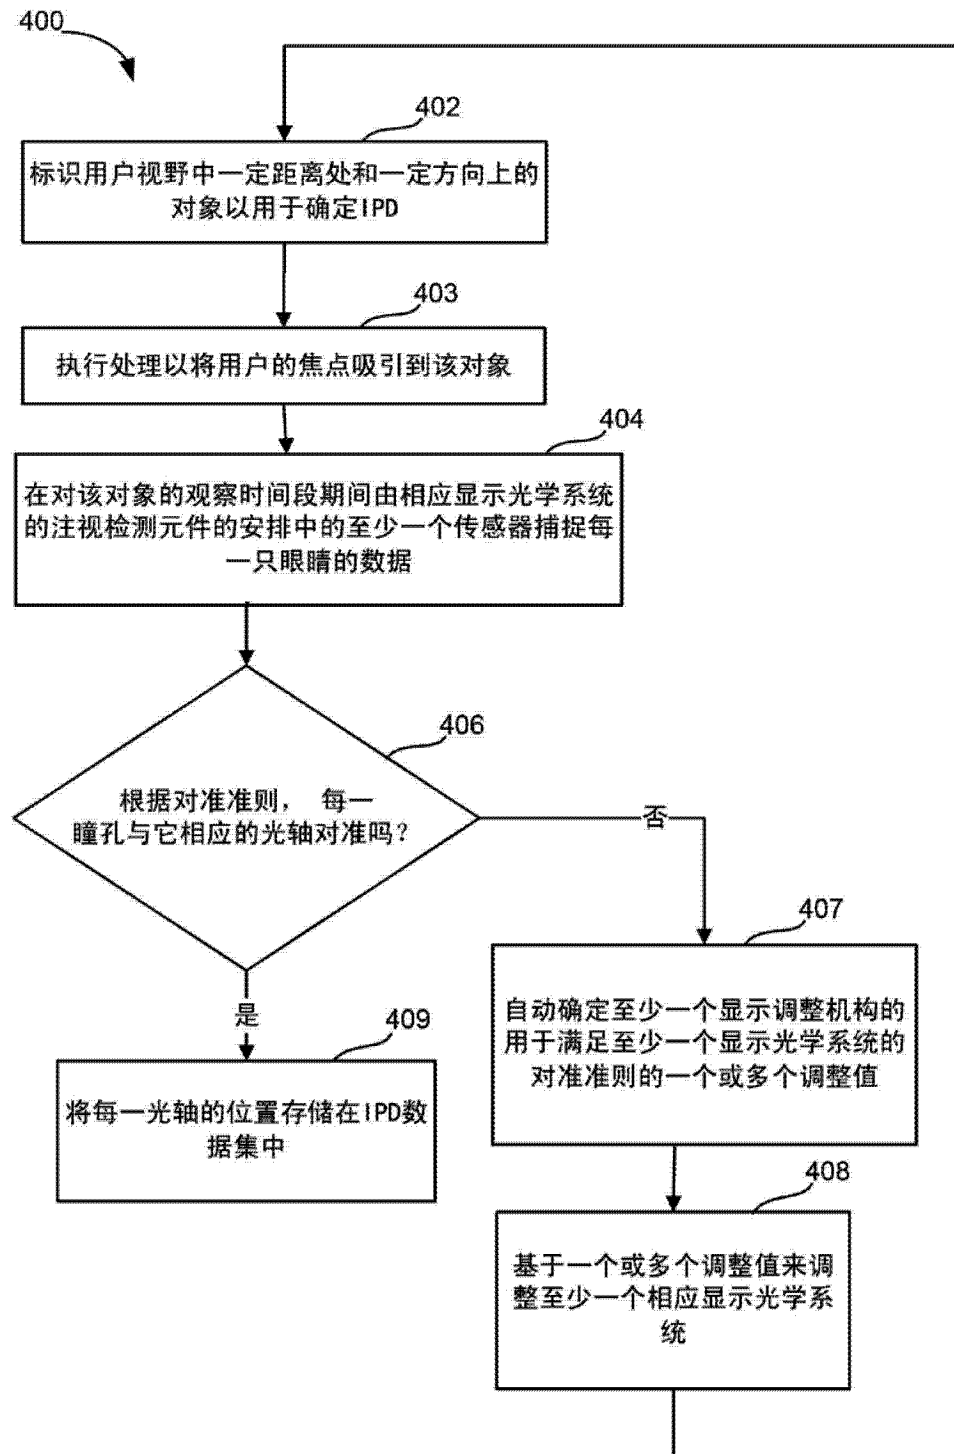 400
402
标识用户视野中一定距离处和一定方向上的
对象以用于确定IPD
403
执行处理以将用户的焦点吸引到该对象
404
在对该对象的观察时间段期间由相应显示光学系统
的注视检测元件的安排中的至少一个传感器捕捉每
一只眼睛的数据
406
根据对准准则， 每一
瞳孔与它相应的光轴对准吗？
否
407
自动确定至少一个显示调整机构的
用于满足至少一个显示光学系统的
对准准则的一个或多个调整值
是
409
将每一光轴的位置存储在IPD数
据集中
408
基于一个或多个调整值来调
整至少一个相应显示光学系
统